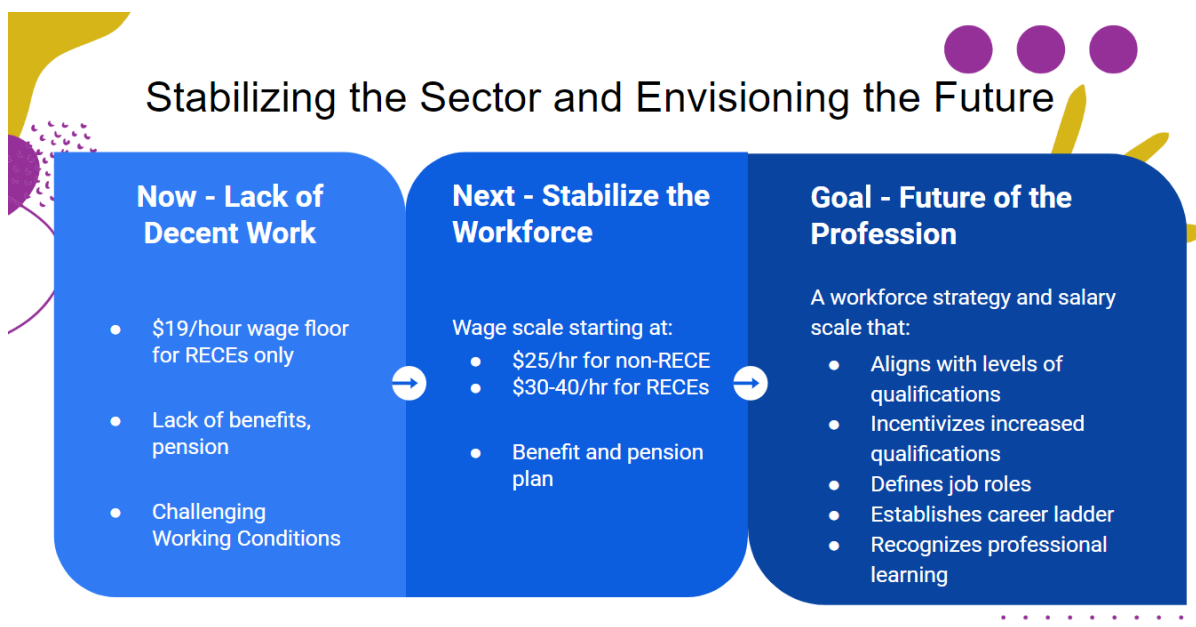 Stabilizing the Sector and Envisioning the Future
Now - Lack of
Decent Work
● $19/hour wage floor
for RECEs only
● Lack of benefits,
pension
● Challenging
Working Conditions
Next - Stabilize the
Workforce
Wage scale starting at:
● $25/hr for non-RECE
● $30-40/hr for RECEs
● Benefit and pension
plan
Goal - Future of the
Profession
A workforce strategy and salary
scale that:
● Aligns with levels of
qualifications
● Incentivizes increased
qualifications
● Defines job roles
● Establishes career ladder
● Recognizes professional
learning